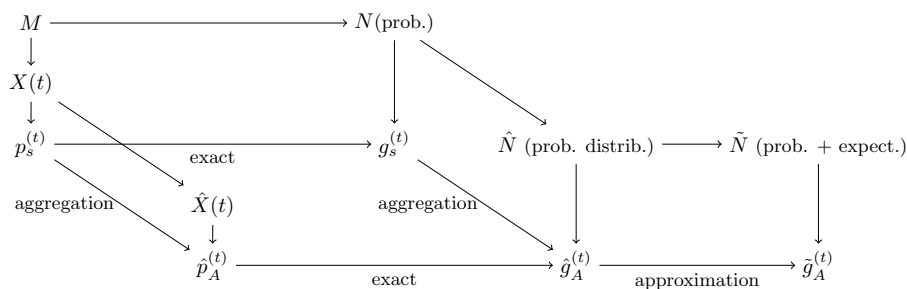 M N(prob.)
X(t)
p_s^{(t)} exact g_s^{(t)} N̂ (prob. distrib.) Ñ (prob. + expect.)
aggregation X̂(t) aggregation
p̂_A^{(t)} exact ĝ_A^{(t)} approximation g̃_A^{(t)}